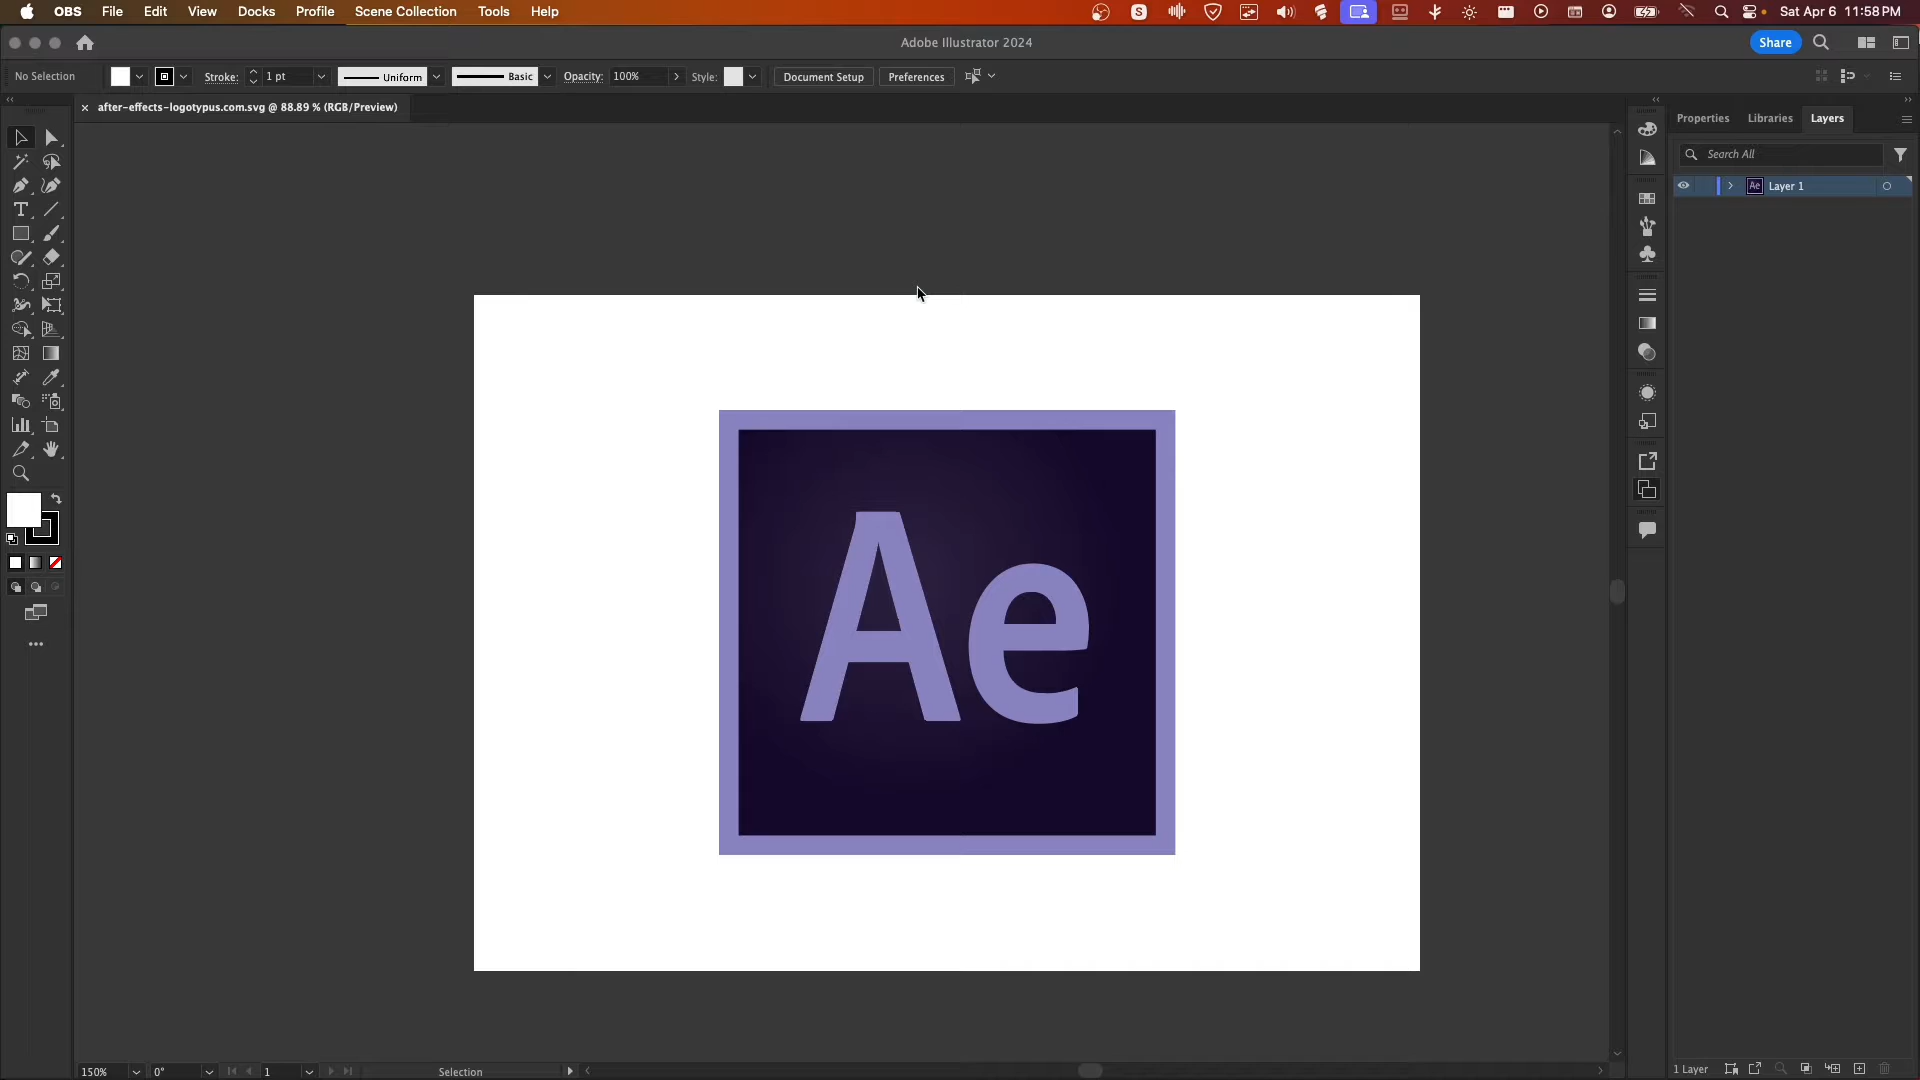 OBS File Edit View Docks Profile Scene Collection Tools Help Sat Apr 6 11:58 PM
Adobe Illustrator 2024 Share
No Selection Stroke: 1 pt Uniform Basic Opacity: 100% Style: Document Setup Preferences
× after-effects-logotypus.com.svg @ 88.89 % (RGB/Preview)
Properties Libraries Layers
Search All
Ae Layer 1
Ae
150% 0° 1 Selection 1 Layer